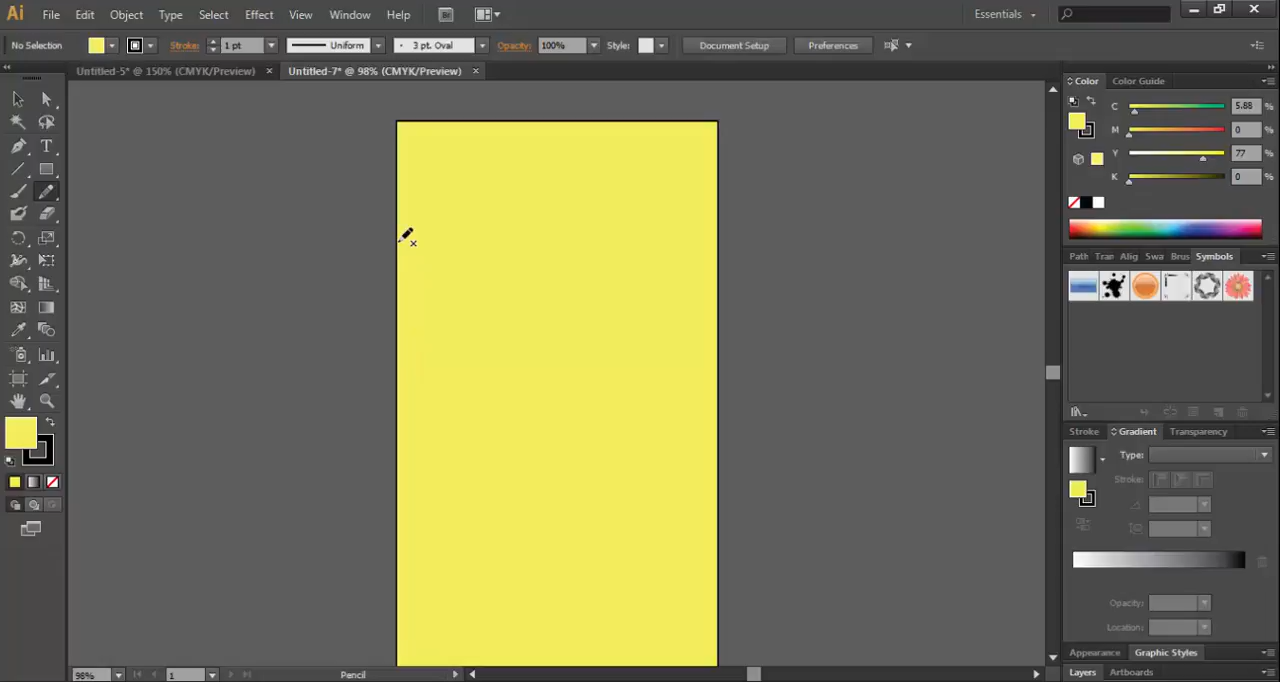 Ai File Edit Object Type Select Effect View Window Help Essentials
No Selection Stroke: 1 pt Uniform 3 pt. Oval Opacity: 100% Style: Document Setup Preferences
Untitled-5* @ 150% (CMYK/Preview) × Untitled-7* @ 98% (CMYK/Preview) ×
Color Color Guide
C 5.88 %
M 0 %
Y 77 %
K 0 %
Path Tran Alig Swa Brus Symbols
Stroke Gradient Transparency
Type:
Stroke:
Opacity:
Location:
Appearance Graphic Styles
Layers Artboards
98% 1 Pencil
T